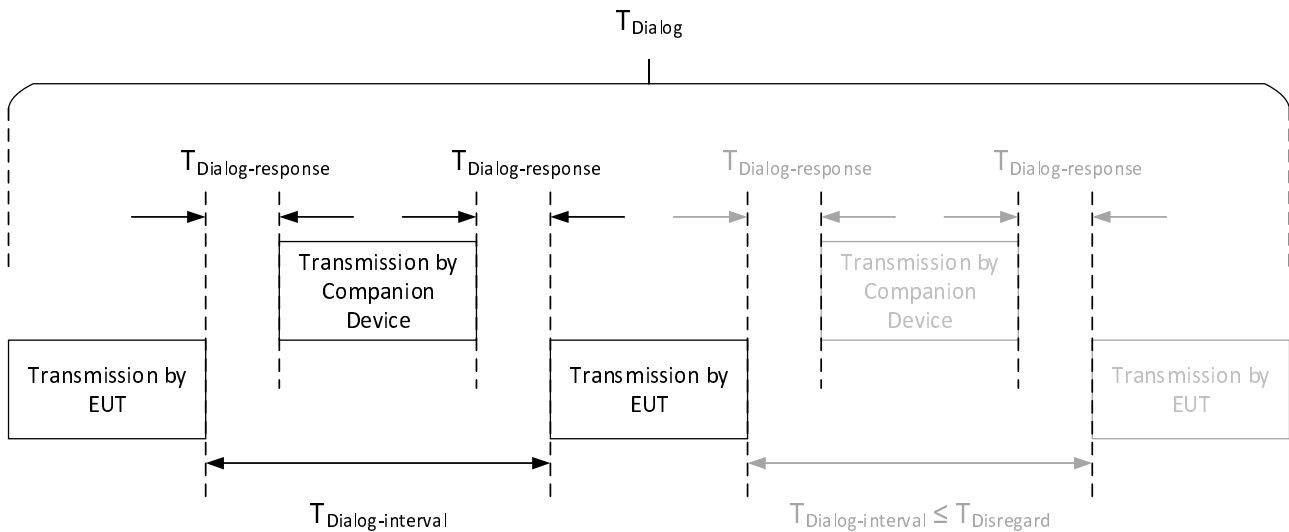 TDialog
TDialog-response
TDialog-response
TDialog-response
TDialog-response
Transmission by
Companion
Device
Transmission by
Companion
Device
Transmission by
EUT
Transmission by
EUT
Transmission by
EUT
TDialog-interval
TDialog-interval ≤ TDisregard